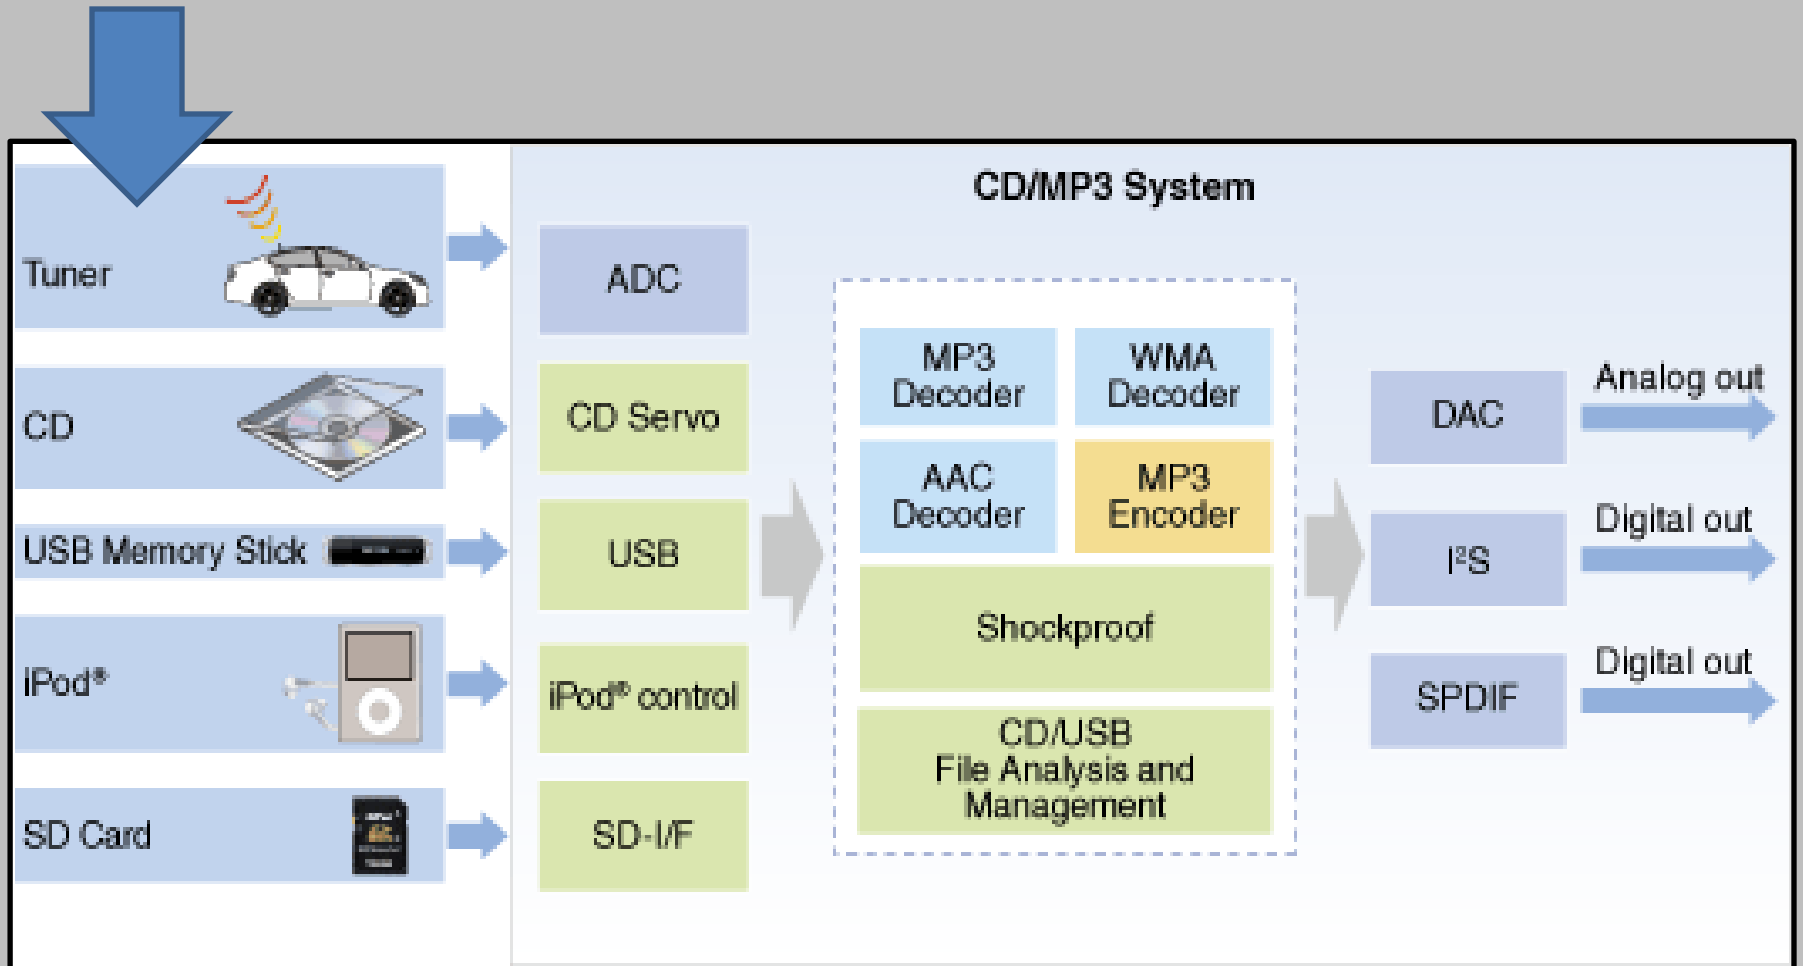 CD/MP3 System
Tuner
CD
USB Memory Stick
iPod®
SD Card
ADC
CD Servo
USB
iPod® control
SD-I/F
MP3
Decoder
WMA
Decoder
AAC
Decoder
MP3
Encoder
Shockproof
CD/USB
File Analysis and
Management
DAC
I²S
SPDIF
Analog out
Digital out
Digital out